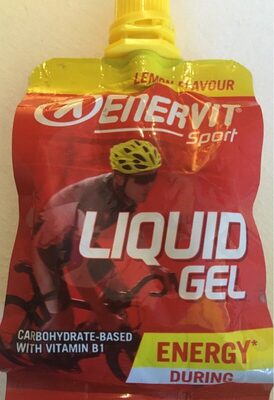 LEMON FLAVOUR
ENERVIT
Sport
LIQUID
GEL
CARBOHYDRATE-BASED
WITH VITAMIN B1
ENERGY*
DURING